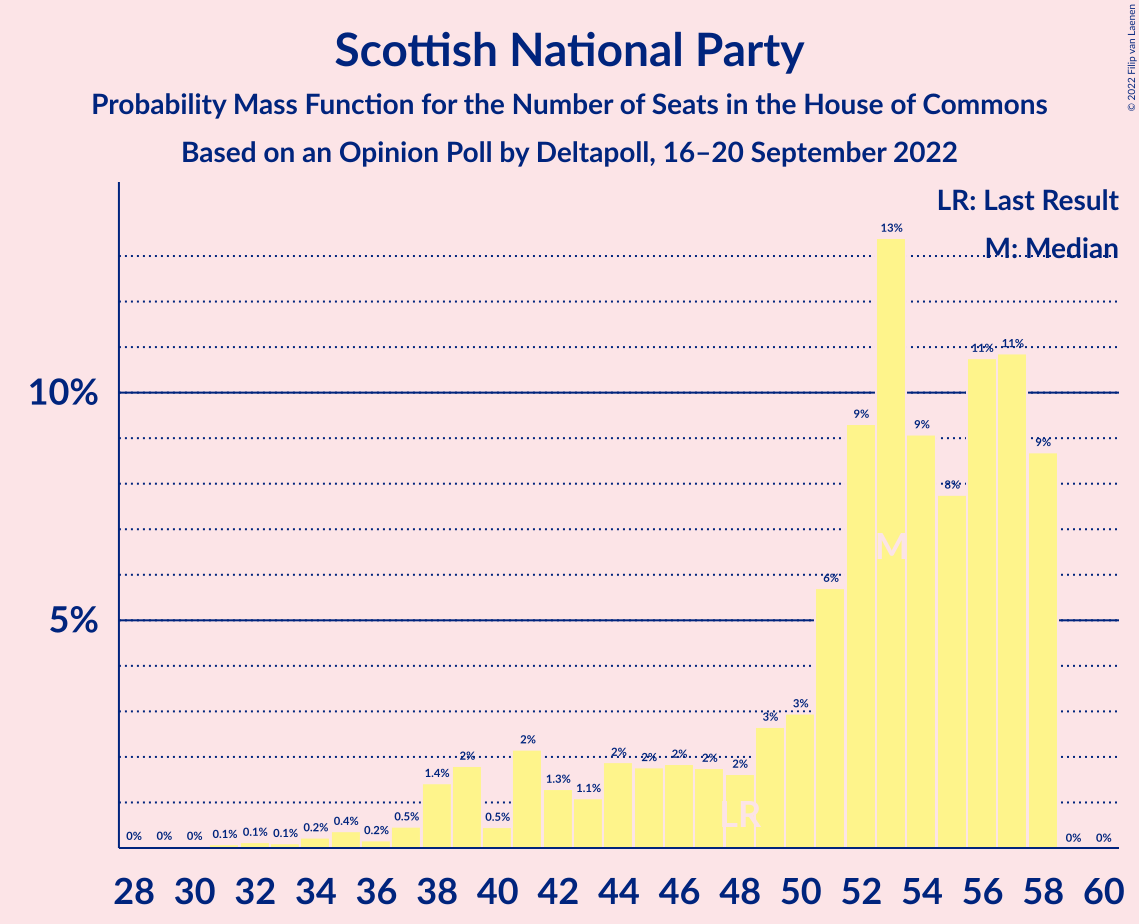 Scottish National Party
Probability Mass Function for the Number of Seats in the House of Commons
Based on an Opinion Poll by Deltapoll, 16–20 September 2022
© 2022 Filip van Laenen
LR: Last Result
M: Median
10%
5%
0% 0% 0% 0.1% 0.1% 0.1% 0.2% 0.4% 0.2% 0.5% 1.4% 2% 0.5% 2% 1.3% 1.1% 2% 2% 2% 2% 2% 3% 3% 6% 9% 13% 9% 8% 11% 11% 9% 0% 0%
M
LR
28 30 32 34 36 38 40 42 44 46 48 50 52 54 56 58 60